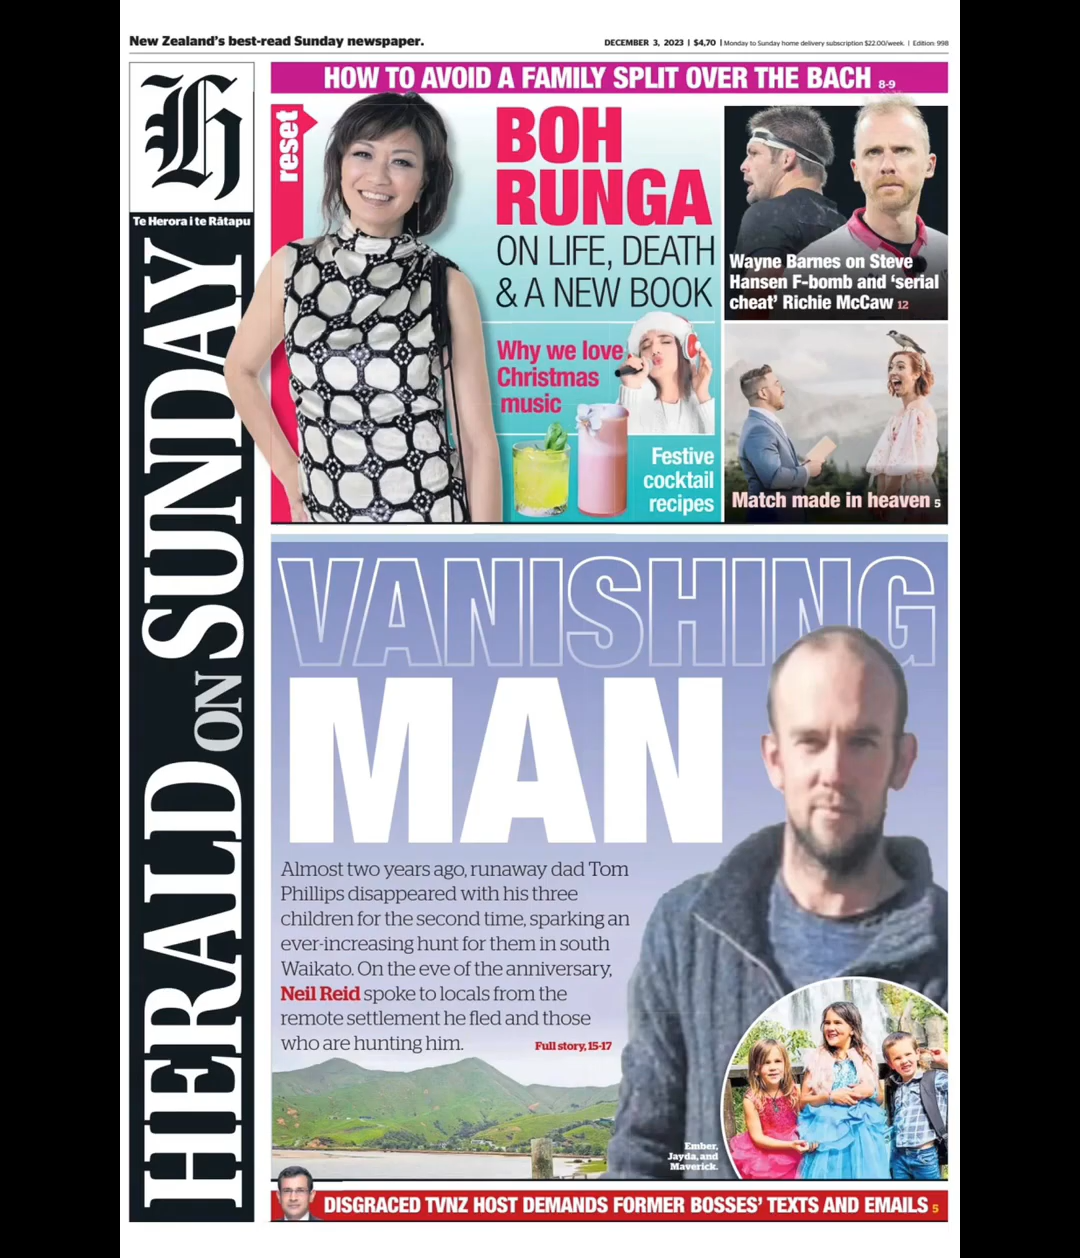 New Zealand's best-read Sunday newspaper.
DECEMBER 3, 2023 | $4,70 | Monday to Sunday home delivery subscription $22.00/week. | Edition: 998
H
Te Herora i te Rātapu
HERALD ON SUNDAY
HOW TO AVOID A FAMILY SPLIT OVER THE BACH 8-9
reset
BOH
RUNGA
ON LIFE, DEATH
& A NEW BOOK
Why we love
Christmas
music
Festive
cocktail
recipes
Wayne Barnes on Steve
Hansen F-bomb and ‘serial
cheat’ Richie McCaw 12
Match made in heaven 5
VANISHING
MAN
Almost two years ago, runaway dad Tom
Phillips disappeared with his three
children for the second time, sparking an
ever-increasing hunt for them in south
Waikato. On the eve of the anniversary,
Neil Reid spoke to locals from the
remote settlement he fled and those
who are hunting him.
Full story, 15-17
Ember,
Jayda, and
Maverick.
DISGRACED TVNZ HOST DEMANDS FORMER BOSSES’ TEXTS AND EMAILS 5